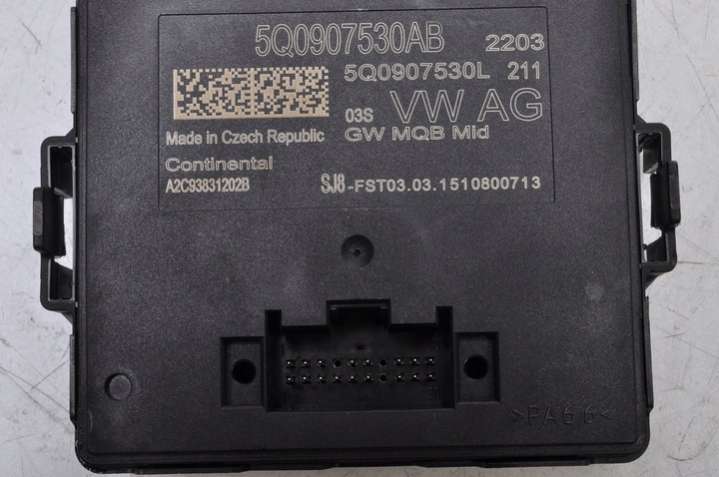 5Q0907530AB 2203
5Q0907530L 211
03S VW AG
Made in Czech Republic GW MQB Mid
Continental
A2C93831202B SJ8-FST03.03.1510800713
>PA66<